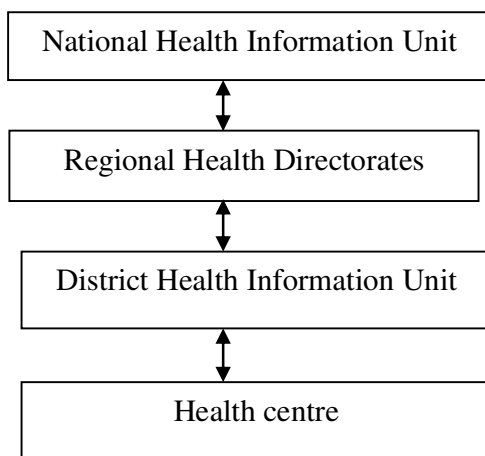 National Health Information Unit
Regional Health Directorates
District Health Information Unit
Health centre